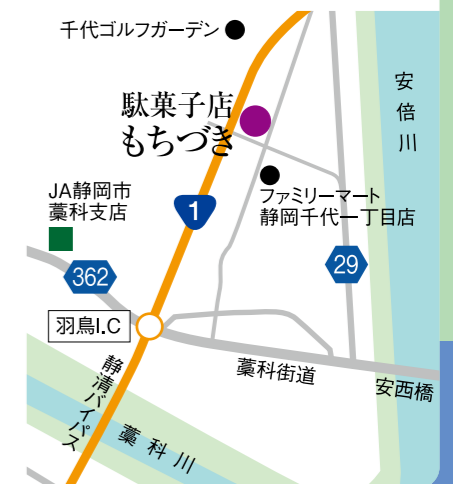 千代ゴルフガーデン
安倍川
駄菓子店
もちづき
JA静岡市
藁科支店
ファミリーマート
静岡千代一丁目店
1
362
29
羽鳥I.C
藁科街道
安西橋
静清バイパス
藁科川